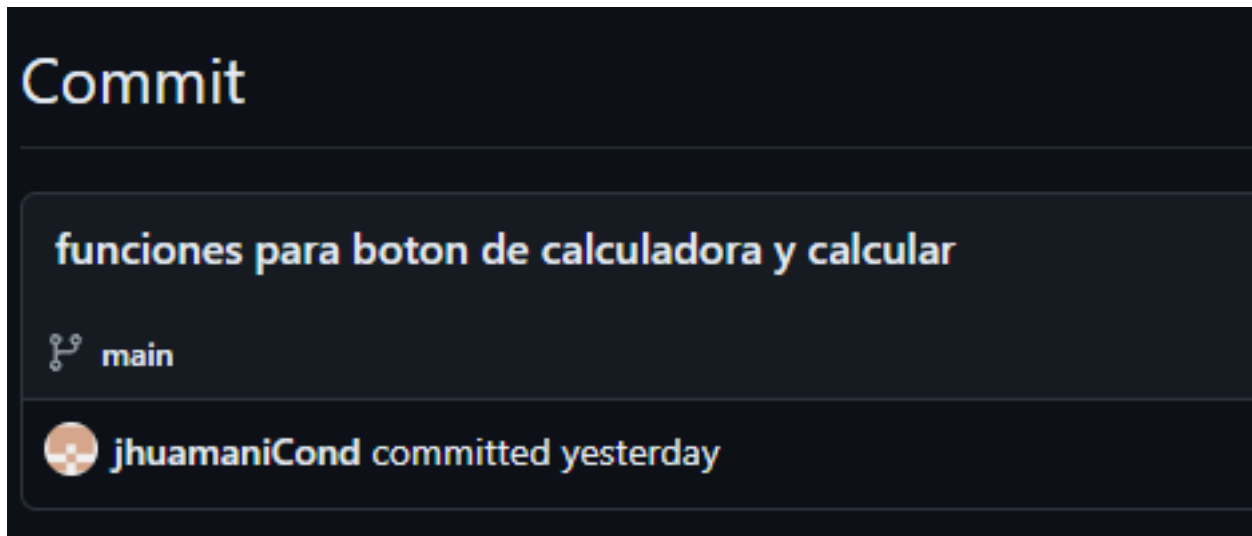 Commit
funciones para boton de calculadora y calcular
main
jhuamaniCond committed yesterday